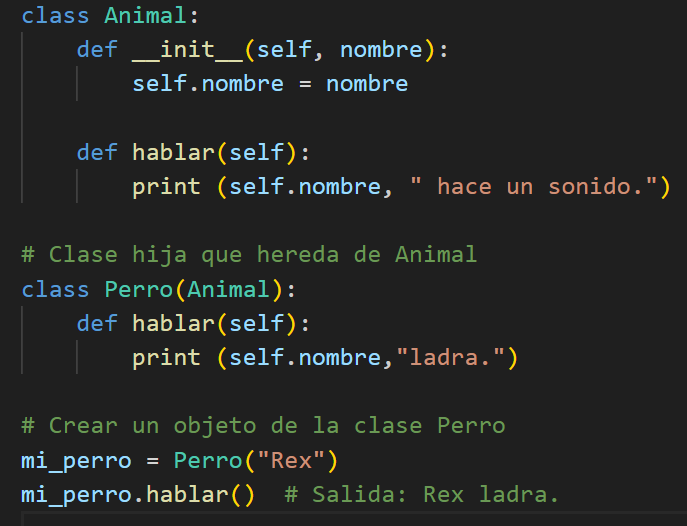 class Animal:
    def __init__(self, nombre):
        self.nombre = nombre

    def hablar(self):
        print (self.nombre, " hace un sonido.")

# Clase hija que hereda de Animal
class Perro(Animal):
    def hablar(self):
        print (self.nombre,"ladra.")

# Crear un objeto de la clase Perro
mi_perro = Perro("Rex")
mi_perro.hablar()  # Salida: Rex ladra.